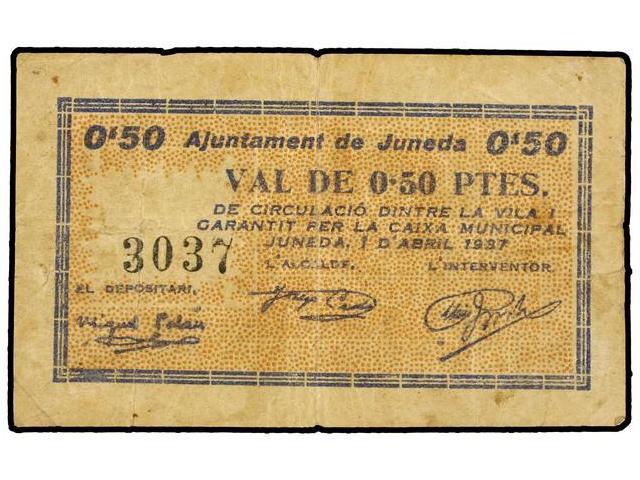 0'50 Ajuntament de Juneda 0'50
VAL DE 0·50 PTES.
DE CIRCULACIÓ DINTRE LA VILA I
GARANTIT PER LA CAIXA MUNICIPAL
JUNEDA, 1 D'ABRIL 1937
3037
L'ALCALDE, L'INTERVENTOR,
EL DEPOSITARI,
Miquel